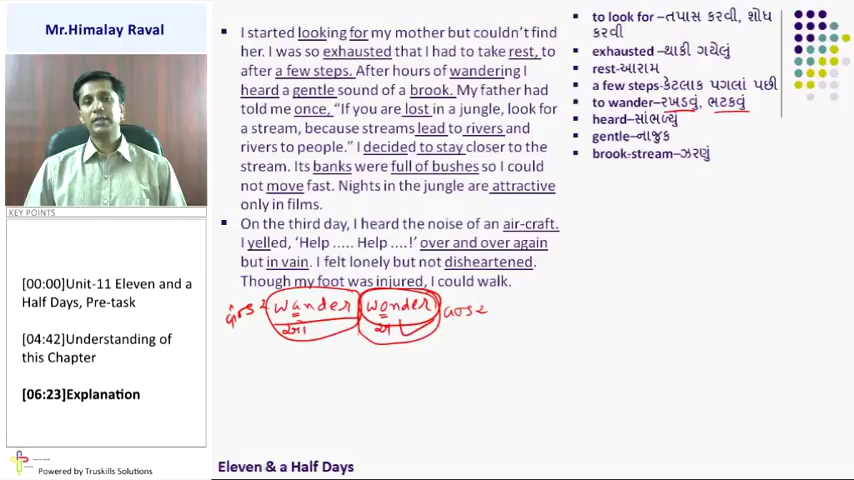 Mr.Himalay Raval
KEY POINTS
[00:00]Unit-11 Eleven and a
Half Days, Pre-task
[04:42]Understanding of
this Chapter
[06:23]Explanation
Powered by Truskills Solutions
I started looking for my mother but couldn't find
her. I was so exhausted that I had to take rest, to
after a few steps. After hours of wandering I
heard a gentle sound of a brook. My father had
told me once, "If you are lost in a jungle, look for
a stream, because streams lead to rivers and
rivers to people." I decided to stay closer to the
stream. Its banks were full of bushes so I could
not move fast. Nights in the jungle are attractive
only in films.
On the third day, I heard the noise of an air-craft.
I yelled, 'Help ..... Help ....!' over and over again
but in vain. I felt lonely but not disheartened.
Though my foot was injured, I could walk.
wander wonder
Eleven & a Half Days
to look for –તપાસ કરવી, શોધ
કરવી
exhausted –થાકી ગયેલું
rest-આરામ
a few steps-કેટલાક પગલાં પછી
to wander–રખડવું, ભટકવું
heard–સાંભળ્યું
gentle–નાજુક
brook-stream–ઝરણું